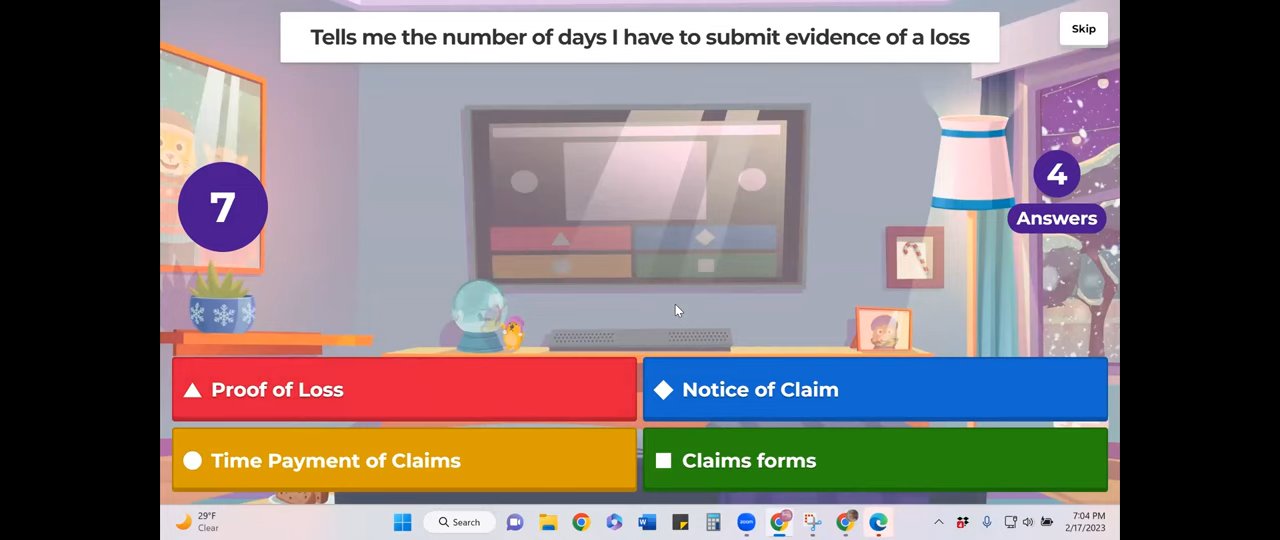 Tells me the number of days I have to submit evidence of a loss
Skip
7
4
Answers
Proof of Loss
Notice of Claim
Time Payment of Claims
Claims forms
29°F
Clear
Search
7:04 PM
2/17/2023